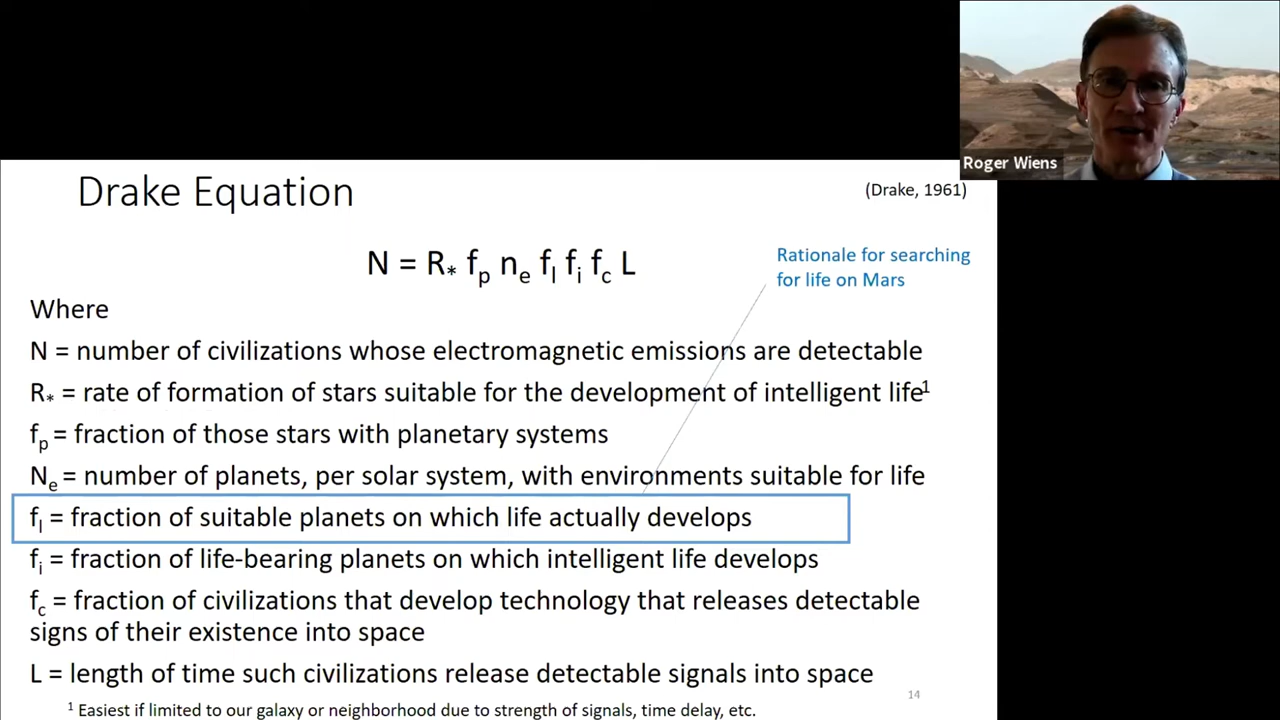 Roger Wiens
Drake Equation
(Drake, 1961)
N = R* fp ne fl fi fc L
Rationale for searching
for life on Mars
Where
N = number of civilizations whose electromagnetic emissions are detectable
R* = rate of formation of stars suitable for the development of intelligent life¹
fp = fraction of those stars with planetary systems
Ne = number of planets, per solar system, with environments suitable for life
fl = fraction of suitable planets on which life actually develops
fi = fraction of life-bearing planets on which intelligent life develops
fc = fraction of civilizations that develop technology that releases detectable
signs of their existence into space
L = length of time such civilizations release detectable signals into space
14
¹ Easiest if limited to our galaxy or neighborhood due to strength of signals, time delay, etc.